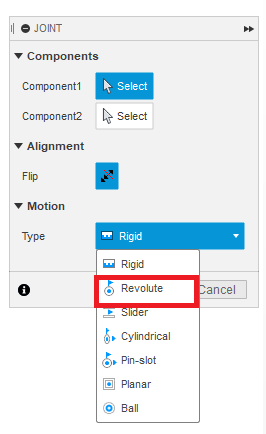 JOINT
Components
Component1 Select
Component2 Select
Alignment
Flip
Motion
Type Rigid
Rigid
Revolute
Slider
Cancel
Cylindrical
Pin-slot
Planar
Ball